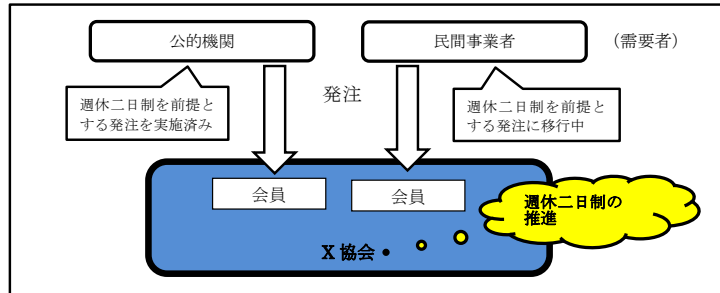 公的機関
民間事業者
(需要者)
週休二日制を前提と
する発注を実施済み
発注
週休二日制を前提と
する発注に移行中
会員
会員
週休二日制の
推進
X 協会